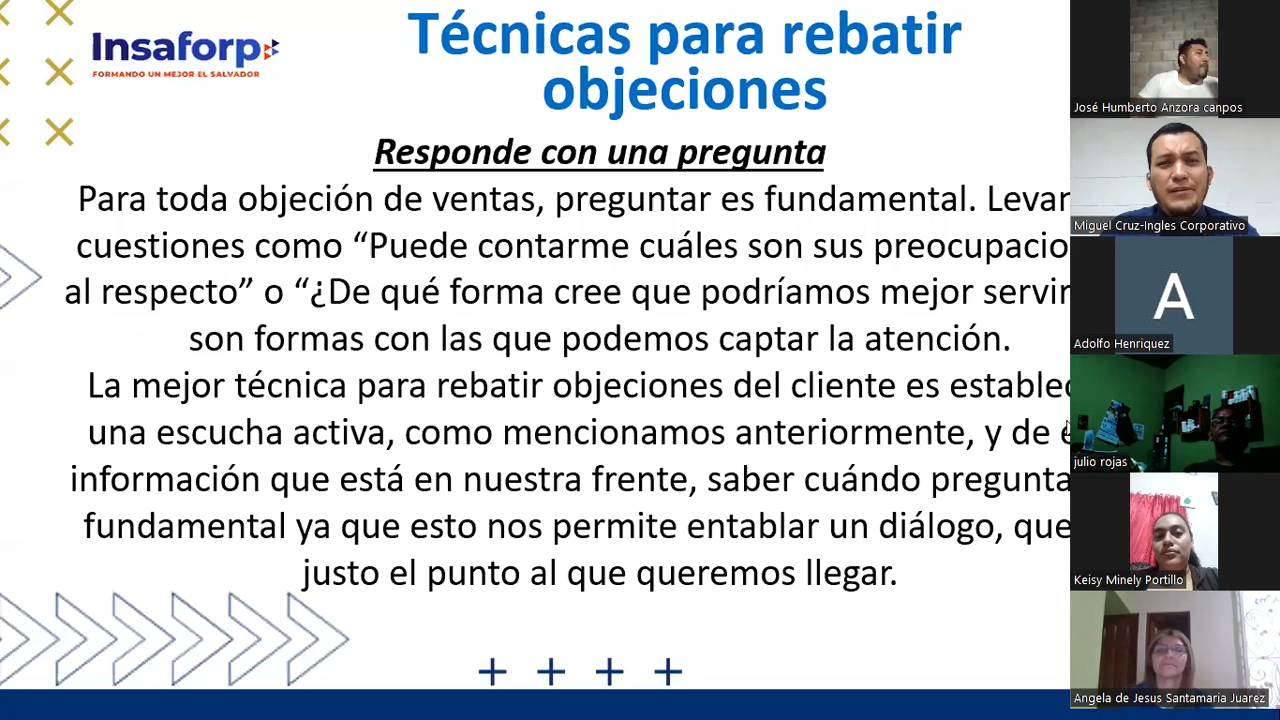 Insaforp
FORMANDO UN MEJOR EL SALVADOR
Técnicas para rebatir
objeciones
Responde con una pregunta
Para toda objeción de ventas, preguntar es fundamental. Levan
cuestiones como “Puede contarme cuáles son sus preocupacio
al respecto” o “¿De qué forma cree que podríamos mejor servir
son formas con las que podemos captar la atención.
La mejor técnica para rebatir objeciones del cliente es establec
una escucha activa, como mencionamos anteriormente, y de
información que está en nuestra frente, saber cuándo pregunta
fundamental ya que esto nos permite entablar un diálogo, que
justo el punto al que queremos llegar.
José Humberto Anzora canpos
Miguel Cruz-Ingles Corporativo
A
Adolfo Henriquez
julio rojas
Keisy Minely Portillo
Angela de Jesus Santamaria Juarez